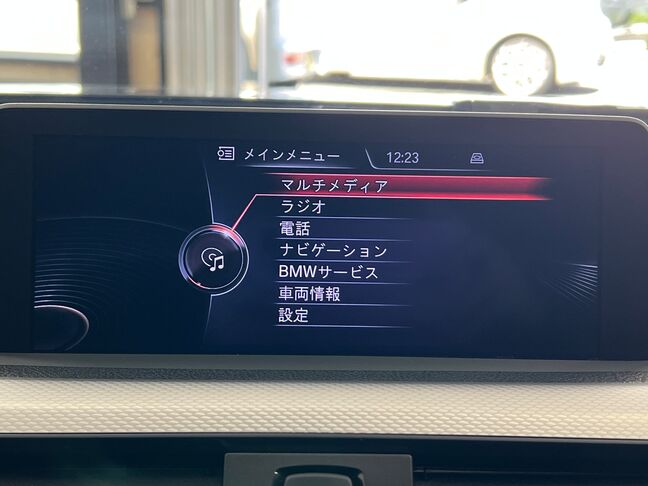 メインメニュー 12:23
マルチメディア
ラジオ
電話
ナビゲーション
BMWサービス
車両情報
設定